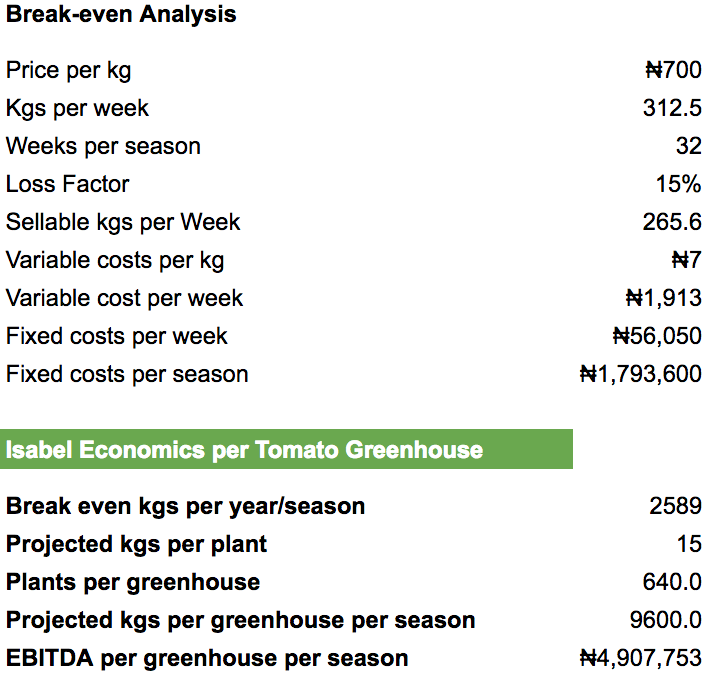 Break-even Analysis
Price per kg ₦700
Kgs per week 312.5
Weeks per season 32
Loss Factor 15%
Sellable kgs per Week 265.6
Variable costs per kg ₦7
Variable cost per week ₦1,913
Fixed costs per week ₦56,050
Fixed costs per season ₦1,793,600
Isabel Economics per Tomato Greenhouse
Break even kgs per year/season 2589
Projected kgs per plant 15
Plants per greenhouse 640.0
Projected kgs per greenhouse per season 9600.0
EBITDA per greenhouse per season ₦4,907,753